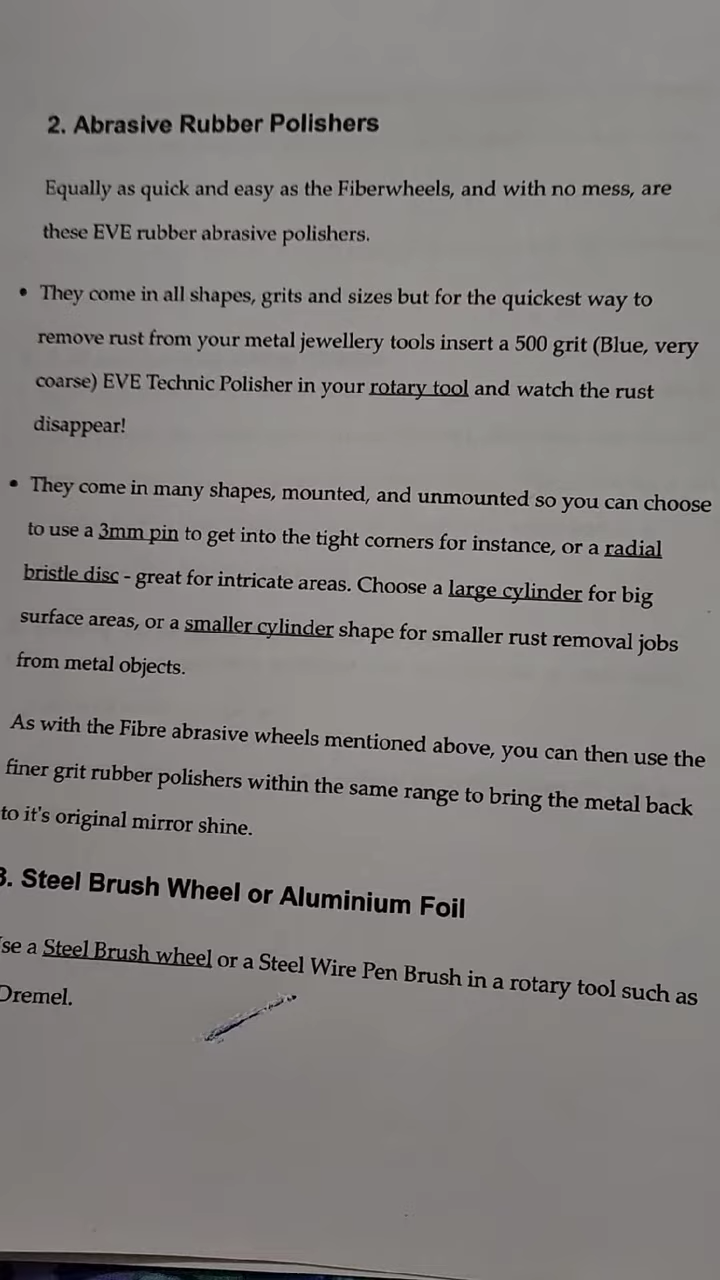 2. Abrasive Rubber Polishers
Equally as quick and easy as the Fiberwheels, and with no mess, are
these EVE rubber abrasive polishers.
• They come in all shapes, grits and sizes but for the quickest way to
remove rust from your metal jewellery tools insert a 500 grit (Blue, very
coarse) EVE Technic Polisher in your rotary tool and watch the rust
disappear!
• They come in many shapes, mounted, and unmounted so you can choose
to use a 3mm pin to get into the tight corners for instance, or a radial
bristle disc - great for intricate areas. Choose a large cylinder for big
surface areas, or a smaller cylinder shape for smaller rust removal jobs
from metal objects.
As with the Fibre abrasive wheels mentioned above, you can then use the
finer grit rubber polishers within the same range to bring the metal back
to it's original mirror shine.
3. Steel Brush Wheel or Aluminium Foil
se a Steel Brush wheel or a Steel Wire Pen Brush in a rotary tool such as
Dremel.